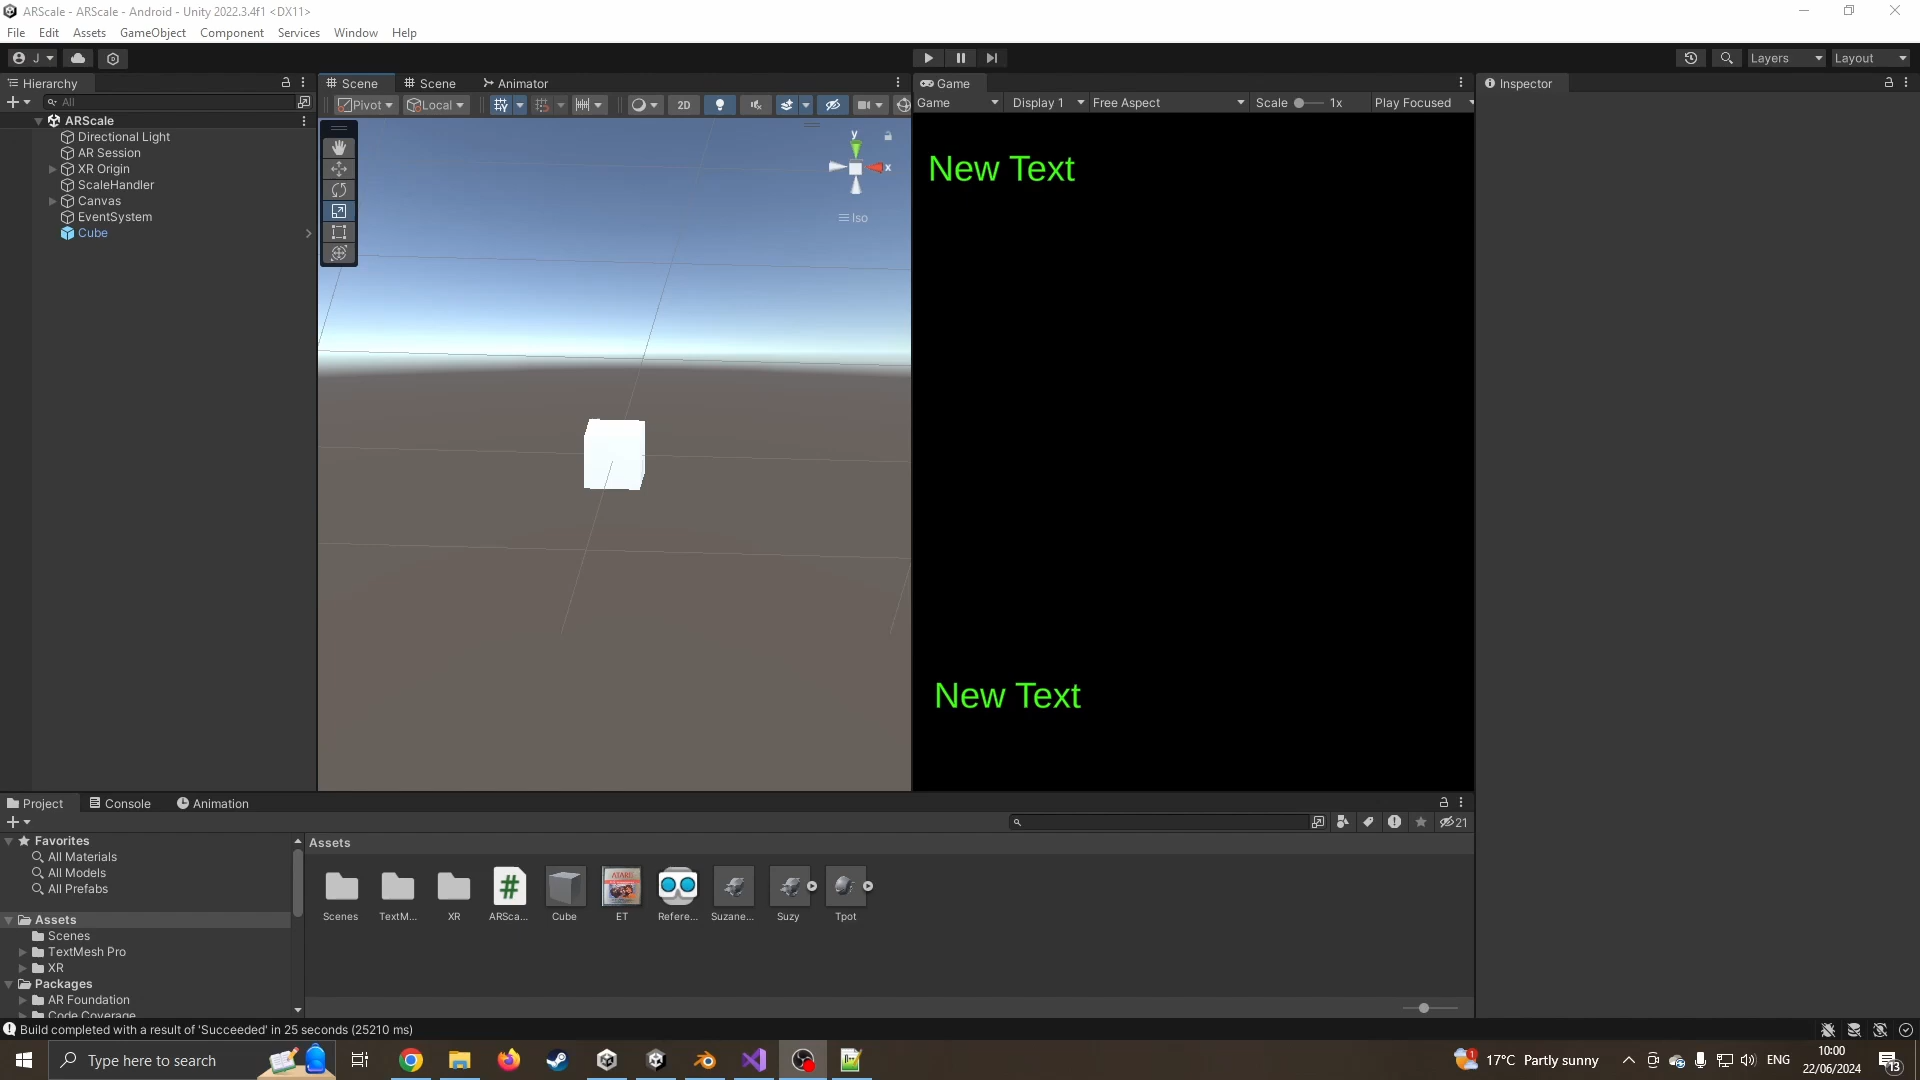 ARScale - ARScale - Android - Unity 2022.3.4f1 <DX11>
File Edit Assets GameObject Component Services Window Help
J Layers Layout
Hierarchy Scene Scene Animator Game Inspector
All Pivot Local 2D Game Display 1 Free Aspect Scale 1x Play Focused
ARScale
Directional Light
AR Session
XR Origin
ScaleHandler
Canvas
EventSystem
Cube
y
x
Iso
New Text
New Text
Project Console Animation
21
Favorites
All Materials
All Models
All Prefabs
Assets
Scenes
TextMesh Pro
XR
Packages
AR Foundation
Code Coverage
Assets
#
ATARI
Scenes TextM... XR ARSca... Cube ET Refere... Suzane... Suzy Tpot
Build completed with a result of 'Succeeded' in 25 seconds (25210 ms)
Type here to search
1 17°C Partly sunny ENG 10:00
22/06/2024 13